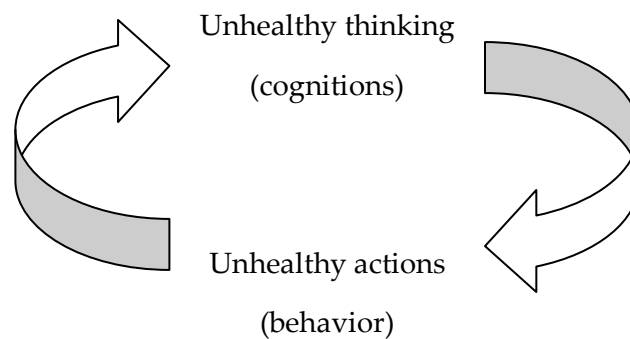 Unhealthy thinking
(cognitions)
Unhealthy actions
(behavior)